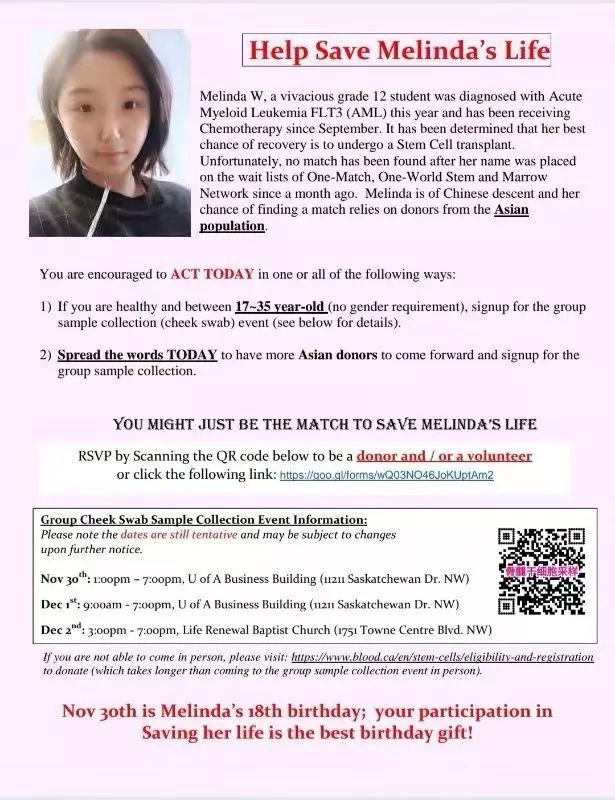 Help Save Melinda's Life
Melinda W, a vivacious grade 12 student was diagnosed with Acute
Myeloid Leukemia FLT3 (AML) this year and has been receiving
Chemotherapy since September. It has been determined that her best
chance of recovery is to undergo a Stem Cell transplant.
Unfortunately, no match has been found after her name was placed
on the wait lists of One-Match, One-World Stem and Marrow
Network since a month ago.  Melinda is of Chinese descent and her
chance of finding a match relies on donors from the Asian
population.
You are encouraged to ACT TODAY in one or all of the following ways:
1) If you are healthy and between 17~35 year-old (no gender requirement), signup for the group
sample collection (cheek swab) event (see below for details).
2) Spread the words TODAY to have more Asian donors to come forward and signup for the
group sample collection.
YOU MIGHT JUST BE THE MATCH TO SAVE MELINDA'S LIFE
RSVP by Scanning the QR code below to be a donor and / or a volunteer
or click the following link: https://goo.gl/forms/wQ03NO46JoKUptAm2
Group Cheek Swab Sample Collection Event Information:
Please note the dates are still tentative and may be subject to changes
upon further notice.
Nov 30th: 1:00pm – 7:00pm, U of A Business Building (11211 Saskatchewan Dr. NW)
Dec 1st: 9:00am - 7:00pm, U of A Business Building (11211 Saskatchewan Dr. NW)
Dec 2nd: 3:00pm - 7:00pm, Life Renewal Baptist Church (1751 Towne Centre Blvd. NW)
骨髓干细胞采样
If you are not able to come in person, please visit: https://www.blood.ca/en/stem-cells/eligibility-and-registration
to donate (which takes longer than coming to the group sample collection event in person).
Nov 30th is Melinda's 18th birthday;  your participation in
Saving her life is the best birthday gift!